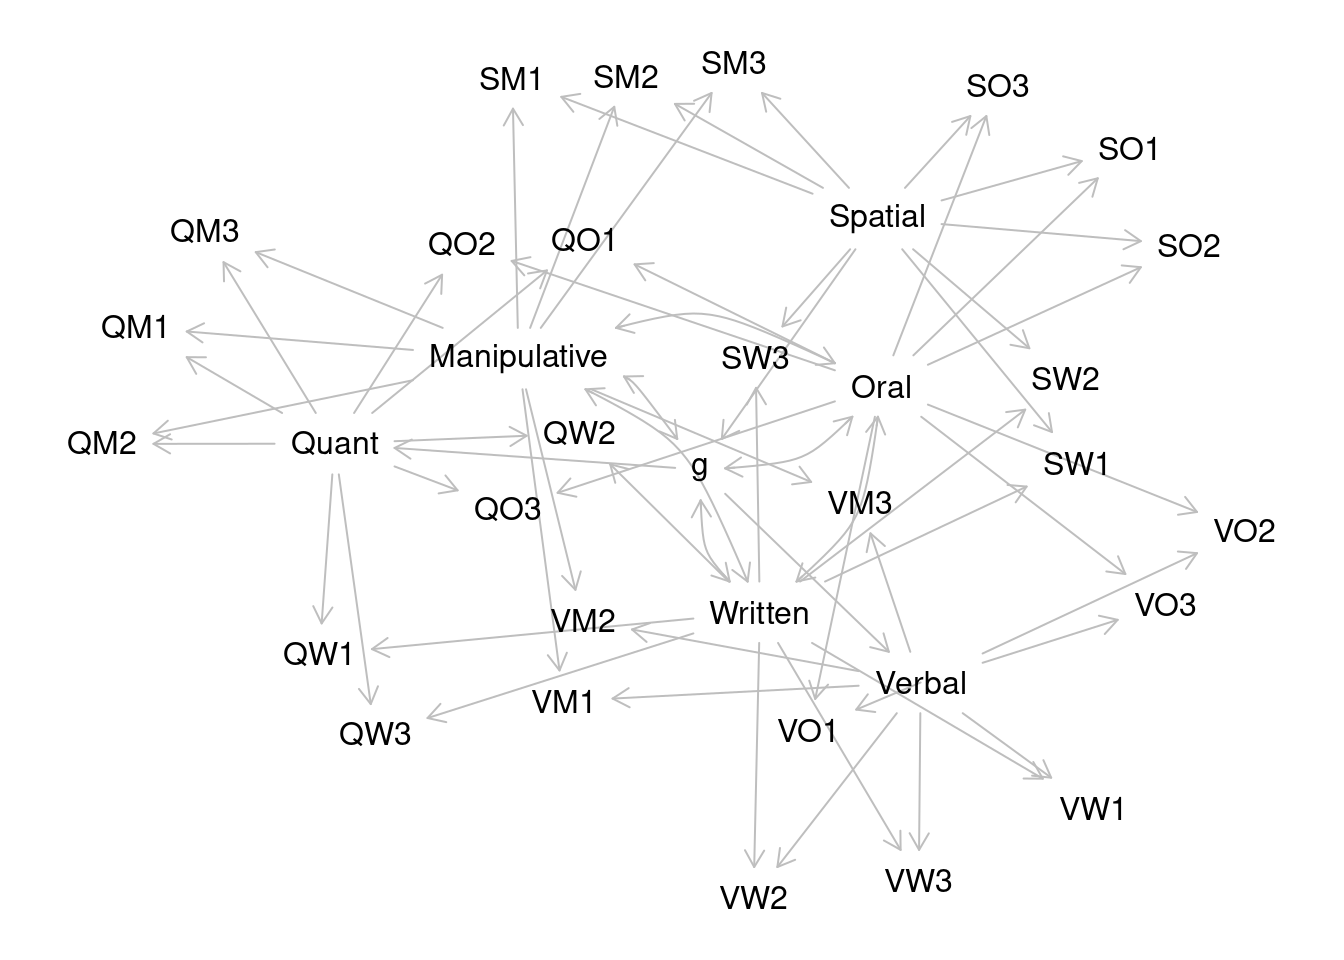 SM3
SM2
SM1
SO3
SO1
Spatial
QM3
QO1
QO2
SO2
QM1
Manipulative
SW3
SW2
Oral
QW2
Quant
QM2
SW1
g
VM3
QO3
VO2
VO3
Written
VM2
QW1
Verbal
VM1
VO1
QW3
VW1
VW3
VW2